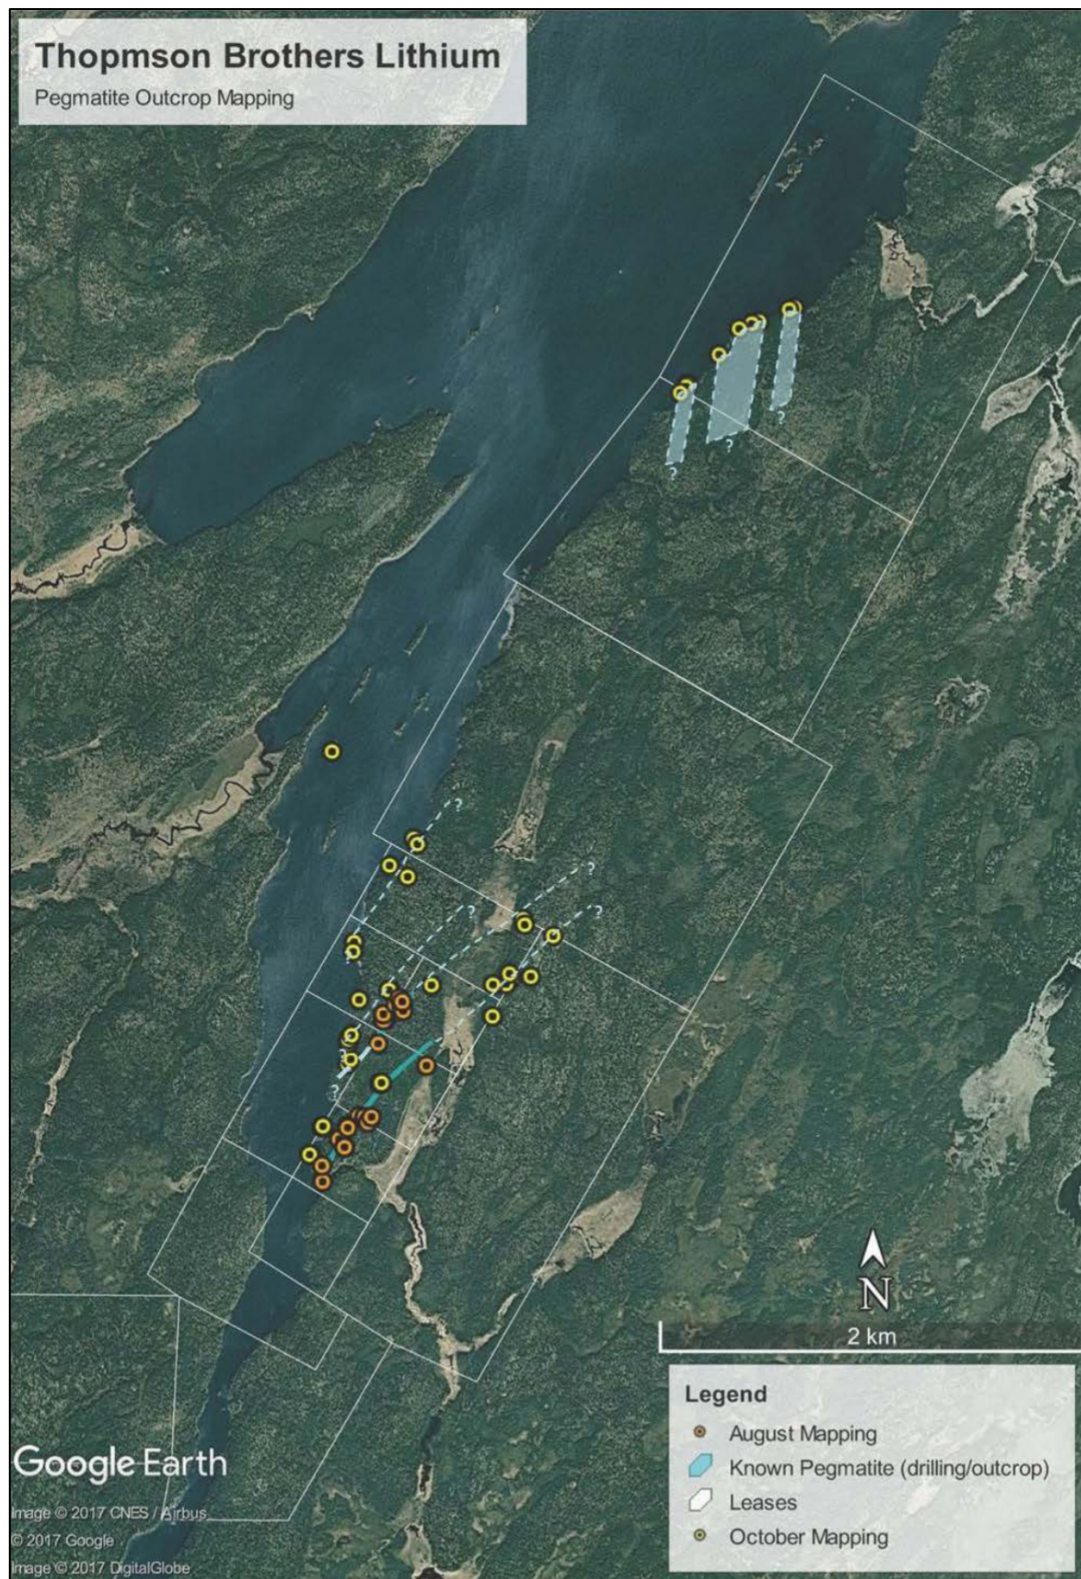 Thopmson Brothers Lithium
Pegmatite Outcrop Mapping
?
?
?
?
?
?
?
?
?
?
N
2 km
Legend
August Mapping
Known Pegmatite (drilling/outcrop)
Leases
October Mapping
Google Earth
Image © 2017 CNES / Airbus
© 2017 Google
Image © 2017 DigitalGlobe